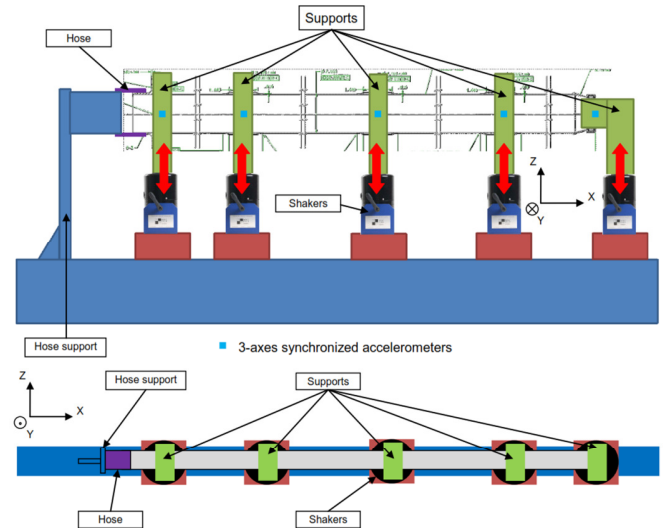 Supports
Hose
Z
X
Y
Shakers
Hose support
3-axes synchronized accelerometers
Z
X
Y
Hose support
Supports
Hose
Shakers